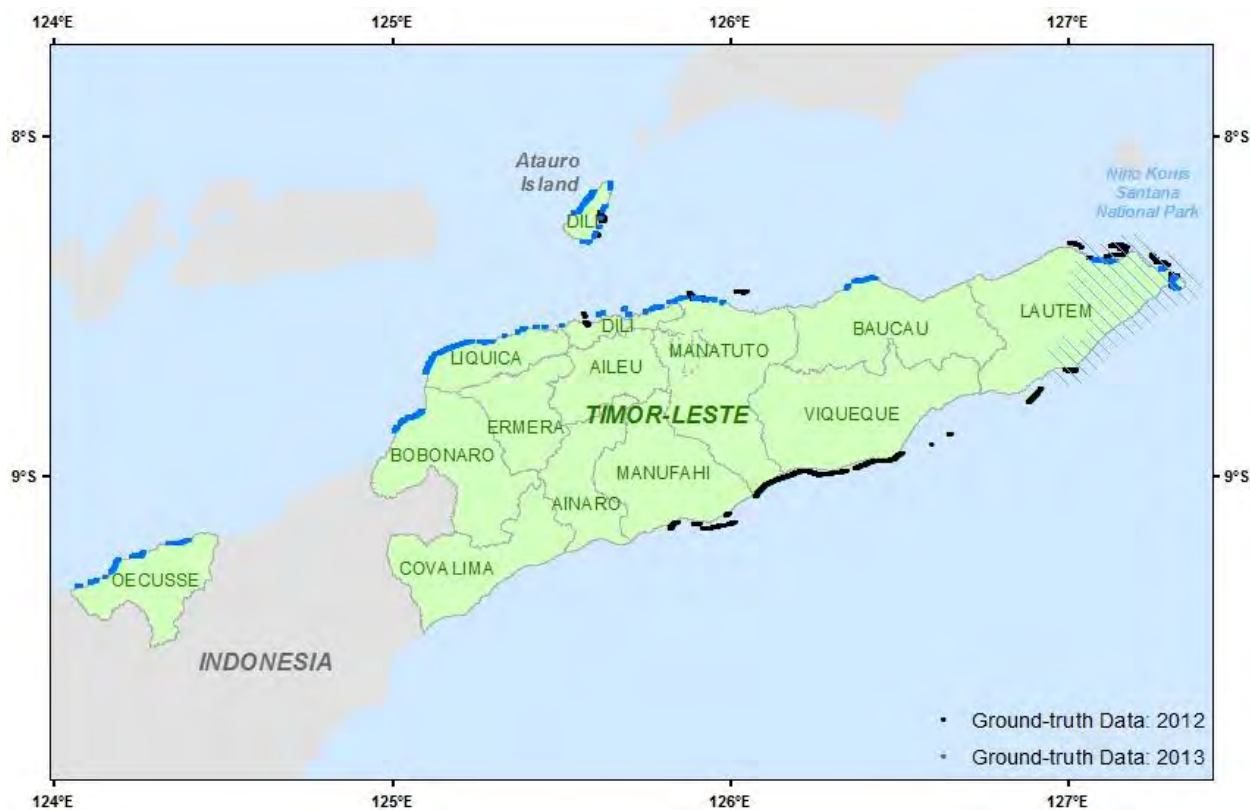 124°E 125°E 126°E 127°E
8°S 8°S
Atauro
Island
Nino Konis
Santana
National Park
DILI
LAUTEM
DILI
BAUCAU
LIQUICA
MANATUTO
AILEU
TIMOR-LESTE
VIQUEQUE
ERMERA
BOBONARO
MANUFAHI
9°S 9°S
AINARO
COVALIMA
OECUSSE
INDONESIA
Ground-truth Data: 2012
Ground-truth Data: 2013
124°E 125°E 126°E 127°E